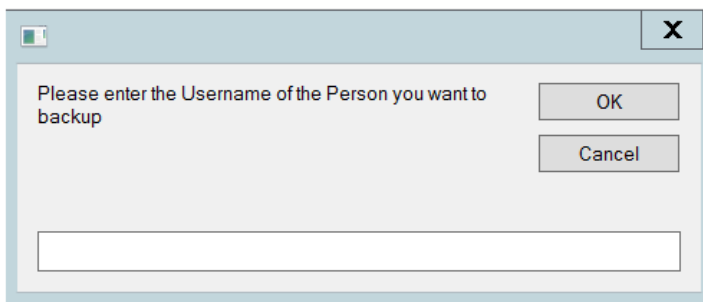 X
Please enter the Username of the Person you want to
backup
OK
Cancel